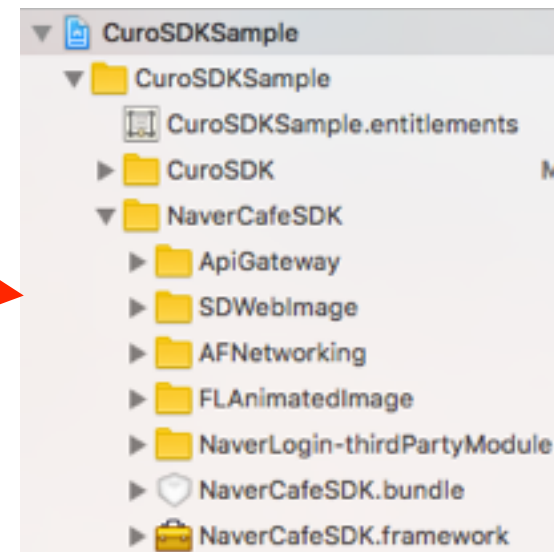 CuroSDKSample
CuroSDKSample
CuroSDKSample.entitlements
CuroSDK M
NaverCafeSDK
ApiGateway
SDWebImage
AFNetworking
FLAnimatedImage
NaverLogin-thirdPartyModule
NaverCafeSDK.bundle
NaverCafeSDK.framework